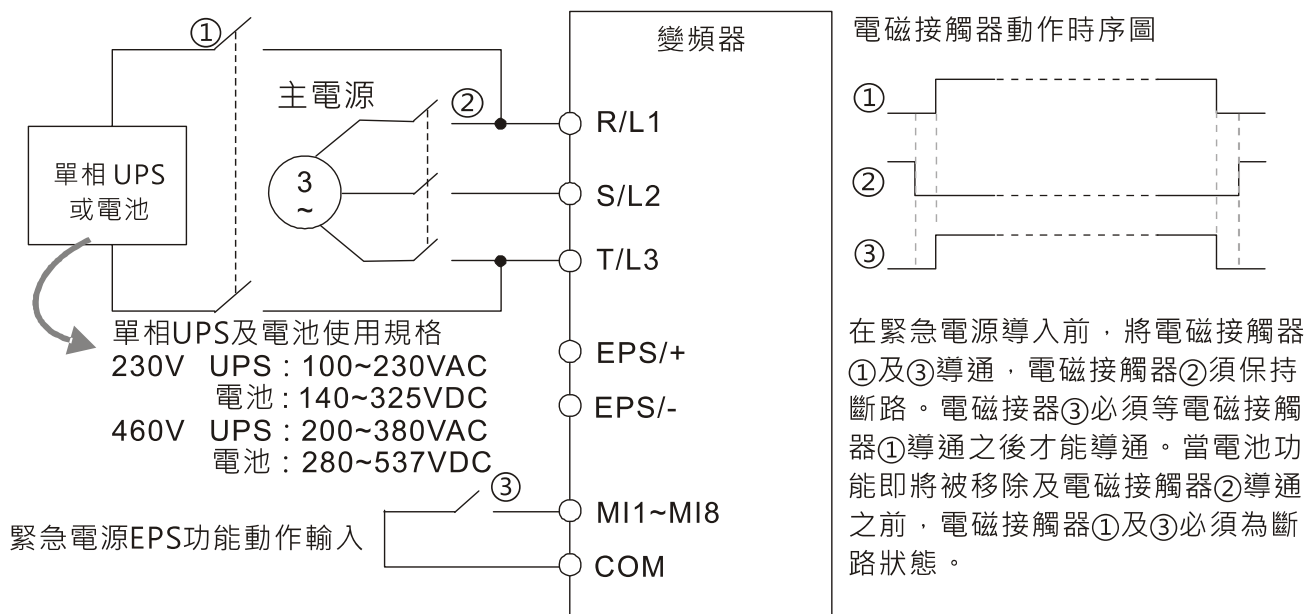 ①
主電源
②
單相 UPS
或電池
3
~
變頻器
R/L1
S/L2
T/L3
EPS/+
EPS/-
MI1~MI8
COM
單相UPS及電池使用規格
230V UPS：100~230VAC
電池：140~325VDC
460V UPS：200~380VAC
電池：280~537VDC
③
緊急電源EPS功能動作輸入
電磁接觸器動作時序圖
①
②
③
在緊急電源導入前，將電磁接觸器
①及③導通，電磁接觸器②須保持
斷路。電磁接器③必須等電磁接觸
器①導通之後才能導通。當電池功
能即將被移除及電磁接觸器②導通
之前，電磁接觸器①及③必須為斷
路狀態。